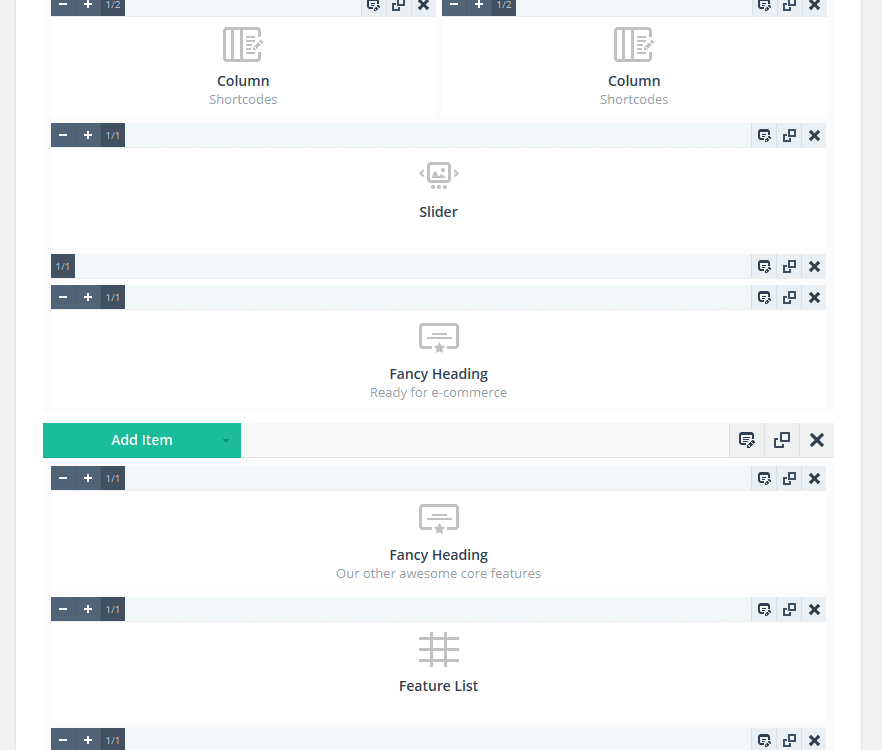 1/2
1/2
Column
Shortcodes
Column
Shortcodes
1/1
Slider
1/1
1/1
Fancy Heading
Ready for e-commerce
Add Item
1/1
Fancy Heading
Our other awesome core features
1/1
Feature List
1/1